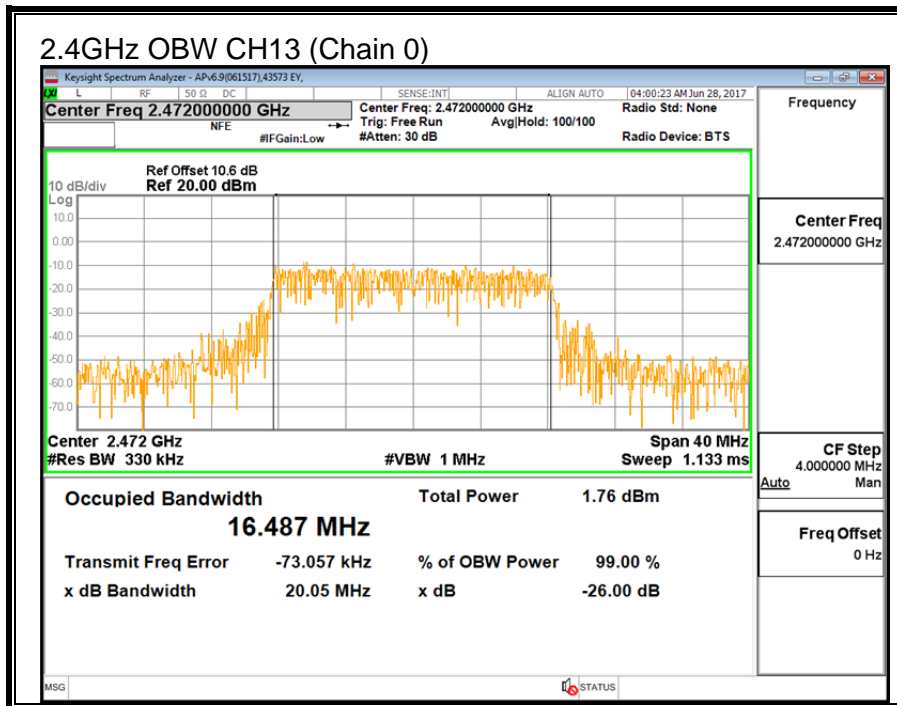 2.4GHz OBW CH13 (Chain 0)
Keysight Spectrum Analyzer - APv6.9(061517),43573 EY,
LXI L RF 50 Ω DC SENSE:INT ALIGN AUTO 04:00:23 AM Jun 28, 2017
Center Freq 2.472000000 GHz
Center Freq: 2.472000000 GHz
Radio Std: None
NFE
Trig: Free Run Avg|Hold: 100/100
#IFGain:Low
#Atten: 30 dB
Radio Device: BTS
Frequency
Ref Offset 10.6 dB
10 dB/div Ref 20.00 dBm
Log
10.0
0.00
-10.0
-20.0
-30.0
-40.0
-50.0
-60.0
-70.0
Center 2.472 GHz
Span 40 MHz
#Res BW 330 kHz
#VBW 1 MHz
Sweep 1.133 ms
Center Freq
2.472000000 GHz
CF Step
4.000000 MHz
Auto Man
Freq Offset
0 Hz
Occupied Bandwidth
16.487 MHz
Total Power 1.76 dBm
Transmit Freq Error -73.057 kHz
% of OBW Power 99.00 %
x dB Bandwidth 20.05 MHz
x dB -26.00 dB
MSG
STATUS